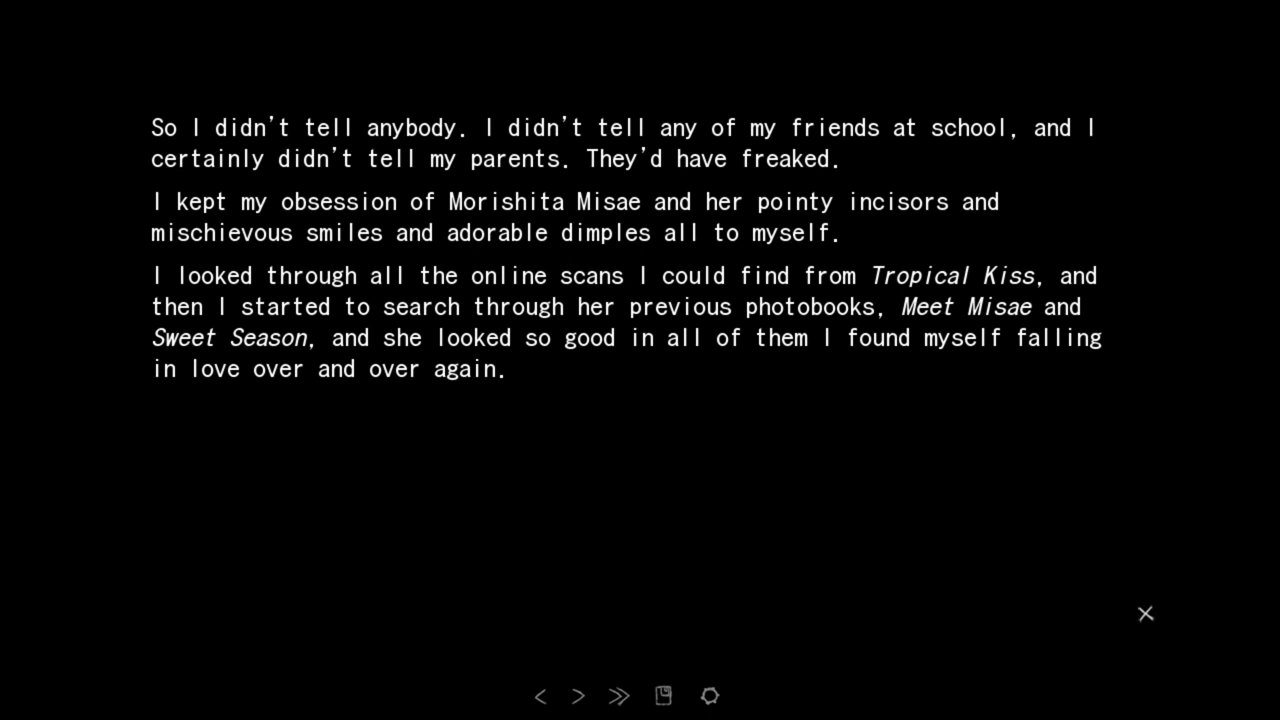 So I didn't tell anybody. I didn't tell any of my friends at school, and I
certainly didn't tell my parents. They'd have freaked.
I kept my obsession of Morishita Misae and her pointy incisors and
mischievous smiles and adorable dimples all to myself.
I looked through all the online scans I could find from Tropical Kiss, and
then I started to search through her previous photobooks, Meet Misae and
Sweet Season, and she looked so good in all of them I found myself falling
in love over and over again.